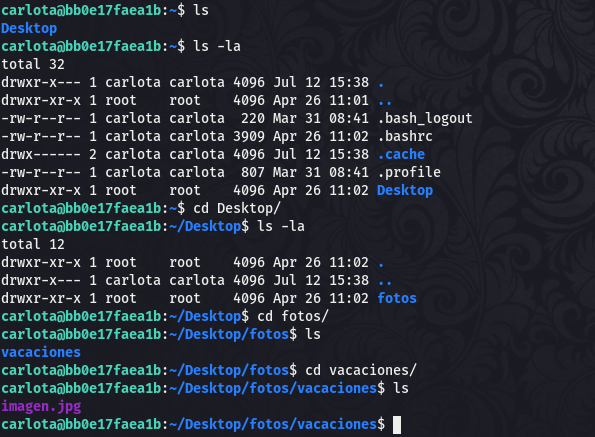 carlota@bb0e17faea1b:~$ ls
Desktop
carlota@bb0e17faea1b:~$ ls -la
total 32
drwxr-x--- 1 carlota carlota 4096 Jul 12 15:38 .
drwxr-xr-x 1 root    root    4096 Apr 26 11:01 ..
-rw-r--r-- 1 carlota carlota  220 Mar 31 08:41 .bash_logout
-rw-r--r-- 1 carlota carlota 3909 Apr 26 11:02 .bashrc
drwx------ 2 carlota carlota 4096 Jul 12 15:38 .cache
-rw-r--r-- 1 carlota carlota  807 Mar 31 08:41 .profile
drwxr-xr-x 1 root    root    4096 Apr 26 11:02 Desktop
carlota@bb0e17faea1b:~$ cd Desktop/
carlota@bb0e17faea1b:~/Desktop$ ls -la
total 12
drwxr-xr-x 1 root    root    4096 Apr 26 11:02 .
drwxr-x--- 1 carlota carlota 4096 Jul 12 15:38 ..
drwxr-xr-x 1 root    root    4096 Apr 26 11:02 fotos
carlota@bb0e17faea1b:~/Desktop$ cd fotos/
carlota@bb0e17faea1b:~/Desktop/fotos$ ls
vacaciones
carlota@bb0e17faea1b:~/Desktop/fotos$ cd vacaciones/
carlota@bb0e17faea1b:~/Desktop/fotos/vacaciones$ ls
imagen.jpg
carlota@bb0e17faea1b:~/Desktop/fotos/vacaciones$